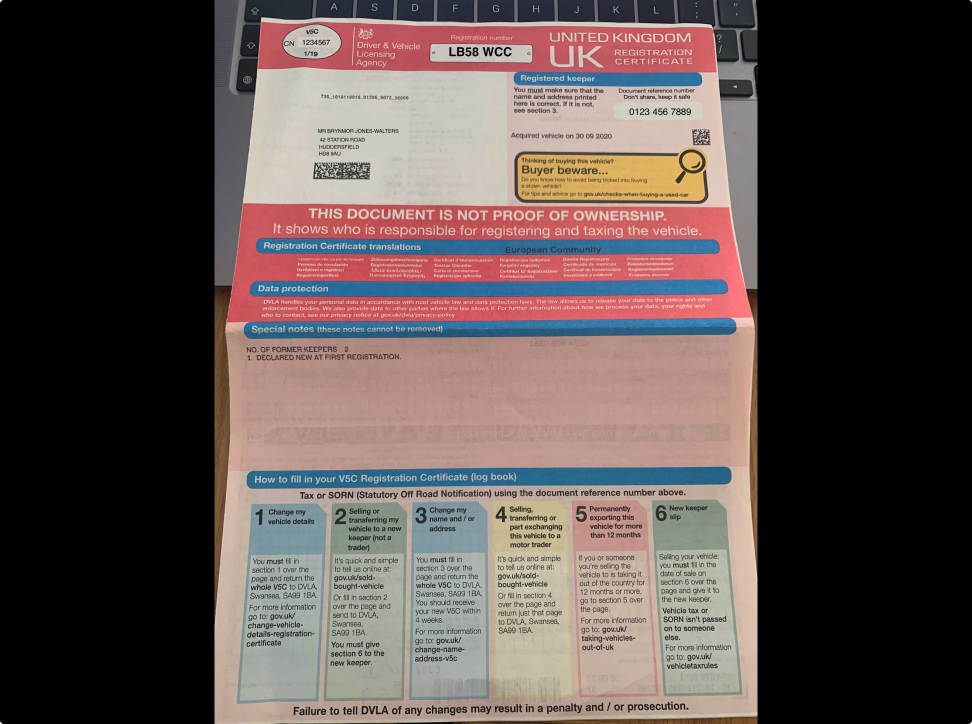 A S D F G H J K L
V5C
CN 1234567
1/19
Driver & Vehicle
Licensing
Agency
Registration number
LB58 WCC
UNITED KINGDOM
UK
REGISTRATION
CERTIFICATE
Registered keeper
You must make sure that the
name and address printed
here is correct. If it is not,
see section 3.
Document reference number
Don't share, keep it safe
0123 456 7889
MR BRYNMOR JONES-WALTERS
42 STATION ROAD
HUDDERSFIELD
HD8 9AU
Acquired vehicle on 30 09 2020
Thinking of buying this vehicle?
Buyer beware...
Do you know how to avoid being tricked into buying
a stolen vehicle?
For tips and advice go to gov.uk/checks-when-buying-a-used-car
THIS DOCUMENT IS NOT PROOF OF OWNERSHIP.
It shows who is responsible for registering and taxing the vehicle.
Registration Certificate translations
European Community
Data protection
DVLA handles your personal data in accordance with road vehicle law and data protection laws. The law allows us to release your data to the police and other
enforcement bodies. We also provide data to other parties where the law allows it. For further information about how we process your data, your rights and
who to contact, see our privacy notice at gov.uk/dvla/privacy-policy
Special notes (these notes cannot be removed)
NO. OF FORMER KEEPERS 2
1. DECLARED NEW AT FIRST REGISTRATION.
How to fill in your V5C Registration Certificate (log book)
Tax or SORN (Statutory Off Road Notification) using the document reference number above.
1 Change my
vehicle details
You must fill in
section 1 over the
page and return the
whole V5C to DVLA,
Swansea, SA99 1BA.
For more information
go to: gov.uk/
change-vehicle-
details-registration-
certificate
2 Selling or
transferring my
vehicle to a new
keeper (not a
trader)
It's quick and simple
to tell us online at:
gov.uk/sold-
bought-vehicle
Or fill in section 2
over the page and
send to DVLA,
Swansea,
SA99 1BA.
You must give
section 6 to the
new keeper.
3 Change my
name and / or
address
You must fill in
section 3 over the
page and return the
whole V5C to DVLA,
Swansea, SA99 1BA.
You should receive
your new V5C within
4 weeks.
For more information
go to: gov.uk/
change-name-
address-v5c
4 Selling,
transferring or
part exchanging
this vehicle to a
motor trader
It's quick and simple
to tell us online at:
gov.uk/sold-
bought-vehicle
Or fill in section 4
over the page and
return just that page
to DVLA, Swansea,
SA99 1BA.
5 Permanently
exporting this
vehicle for more
than 12 months
If you or someone
you're selling the
vehicle to is taking it
out of the country for
12 months or more,
go to section 5 over
the page.
For more information
go to: gov.uk/
taking-vehicles-
out-of-uk
6 New keeper
slip
Selling your vehicle:
you must fill in the
date of sale on
section 6 over the
page and give it to
the new keeper.
Vehicle tax or
SORN isn't passed
on to someone
else.
For more information
go to: gov.uk/
vehicletaxrules
Failure to tell DVLA of any changes may result in a penalty and / or prosecution.